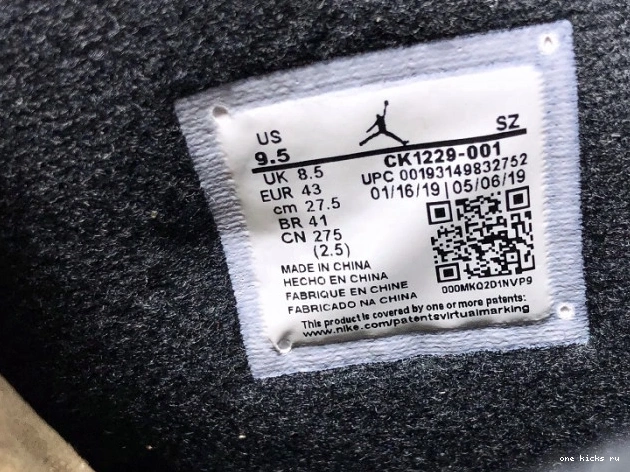 US
SZ
9.5
CK1229-001
UK 8.5
UPC 00193149832752
EUR 43
01/16/19 | 05/06/19
cm 27.5
BR 41
CN 275
(2.5)
000MKQ2D1NVP9
MADE IN CHINA
HECHO EN CHINA
FABRIQUE EN CHINE
FABRICADO NA CHINA
This product is covered by one or more patents:
www.nike.com/patentsvirtualmarking
one kicks ru